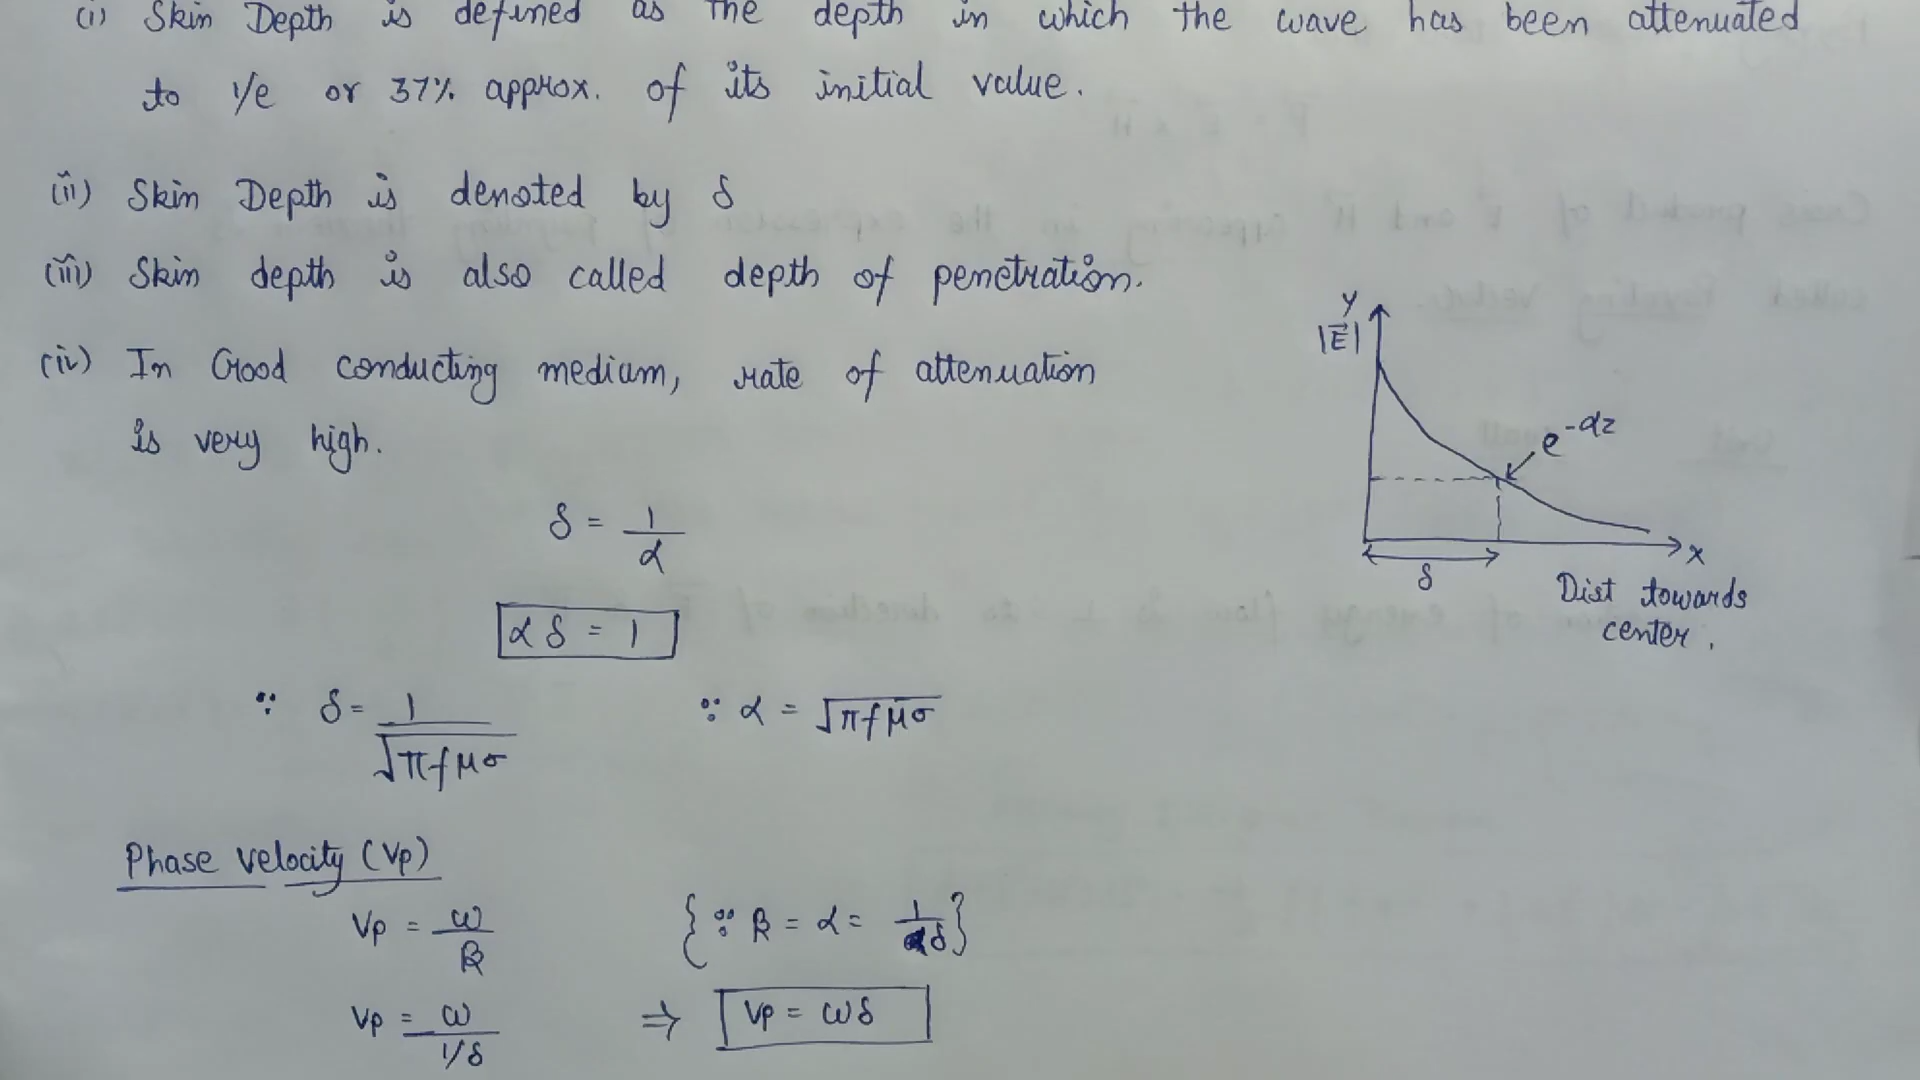 (i) Skin Depth is defined as the depth in which the wave has been attenuated
to 1/e or 37% approx. of its initial value.
(ii) Skin Depth is denoted by δ
(iii) Skin depth is also called depth of penetration.
(iv) In Good conducting medium, rate of attenuation
is very high.
y
|E⃗|
e^-αz
x
δ
Dist towards
center.
δ = 1/α
αδ = 1
∵ δ = 1/√πfμσ ∵ α = √πfμσ
Phase velocity (Vp)
Vp = ω/β {∵ β = α = 1/δ}
Vp = ω/1/δ ⇒ Vp = ωδ